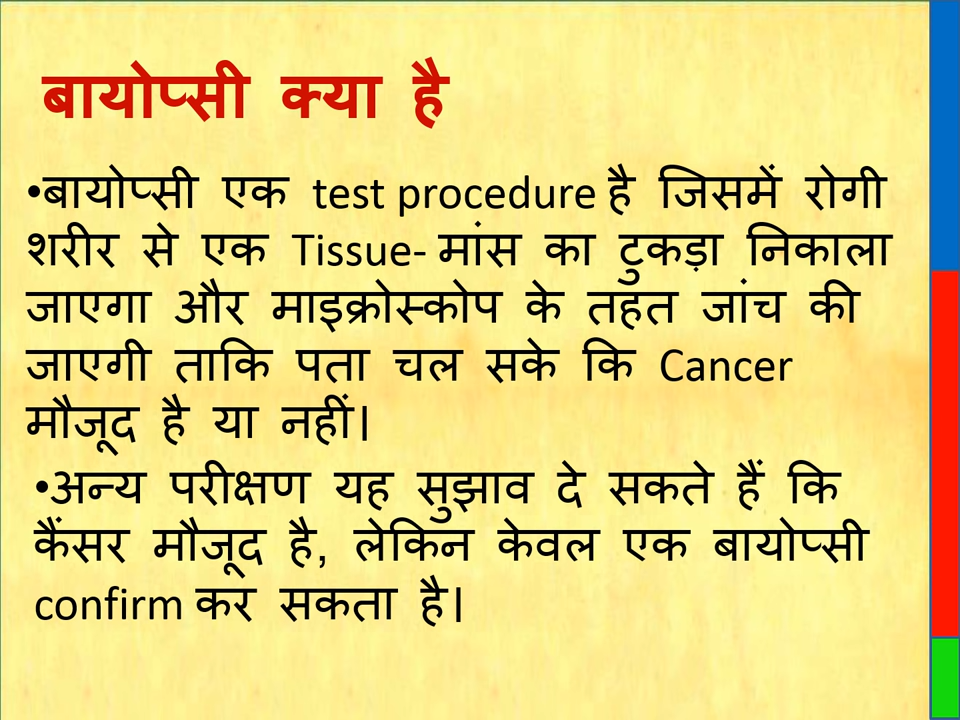 बायोप्सी क्या है
•बायोप्सी एक test procedure है जिसमें रोगी
शरीर से एक Tissue- मांस का टुकड़ा निकाला
जाएगा और माइक्रोस्कोप के तहत जांच की
जाएगी ताकि पता चल सके कि Cancer
मौजूद है या नहीं।
•अन्य परीक्षण यह सुझाव दे सकते हैं कि
कैंसर मौजूद है, लेकिन केवल एक बायोप्सी
confirm कर सकता है।